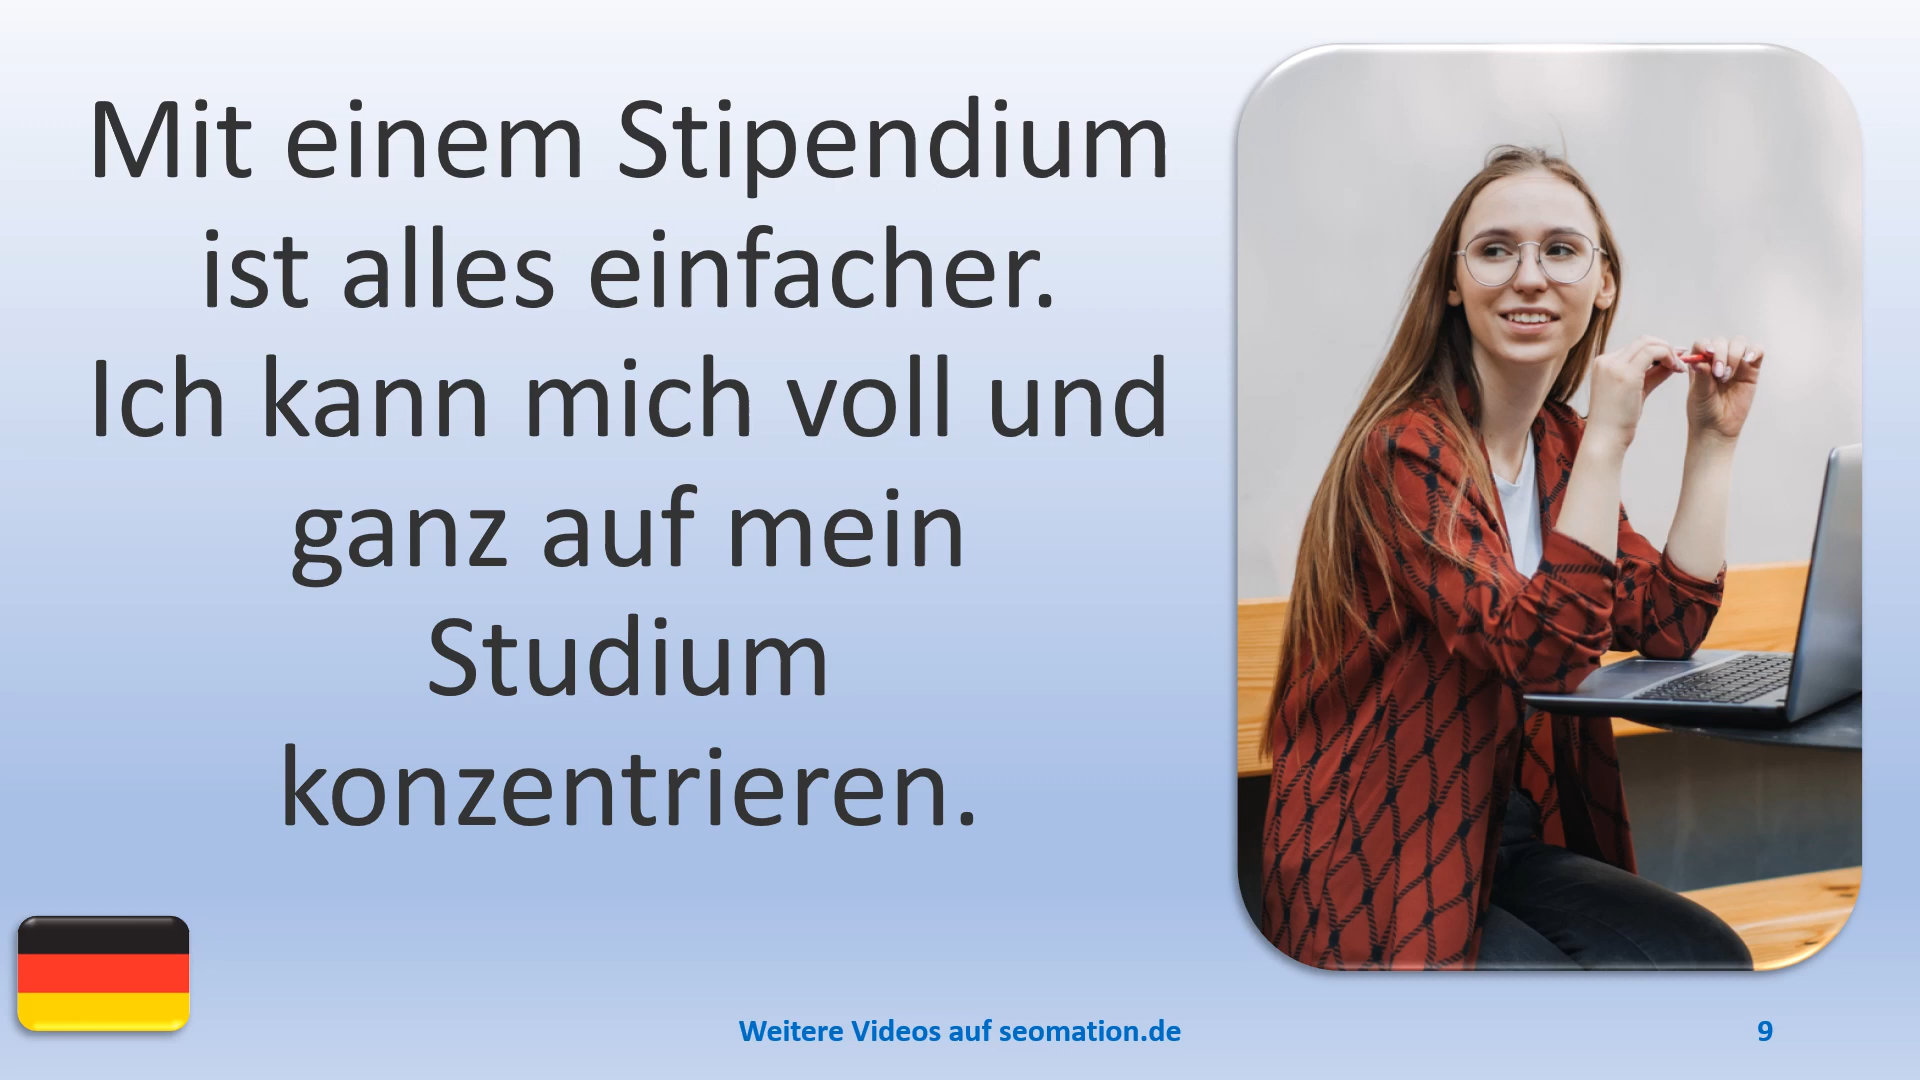 Mit einem Stipendium
ist alles einfacher.
Ich kann mich voll und
ganz auf mein
Studium
konzentrieren.
Weitere Videos auf seomation.de
9